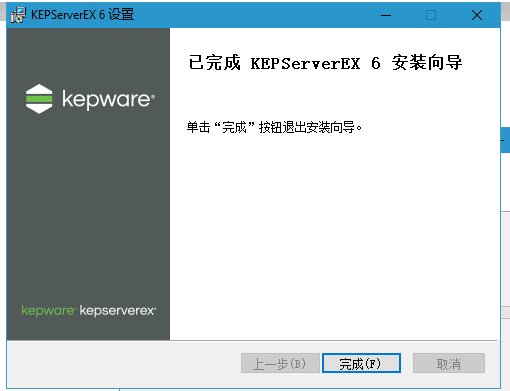 KEPServerEX 6 设置
已完成 KEPServerEX 6 安装向导
kepware®
单击“完成”按钮退出安装向导。
kepware® kepserverex®
上一步(B)
完成(F)
取消